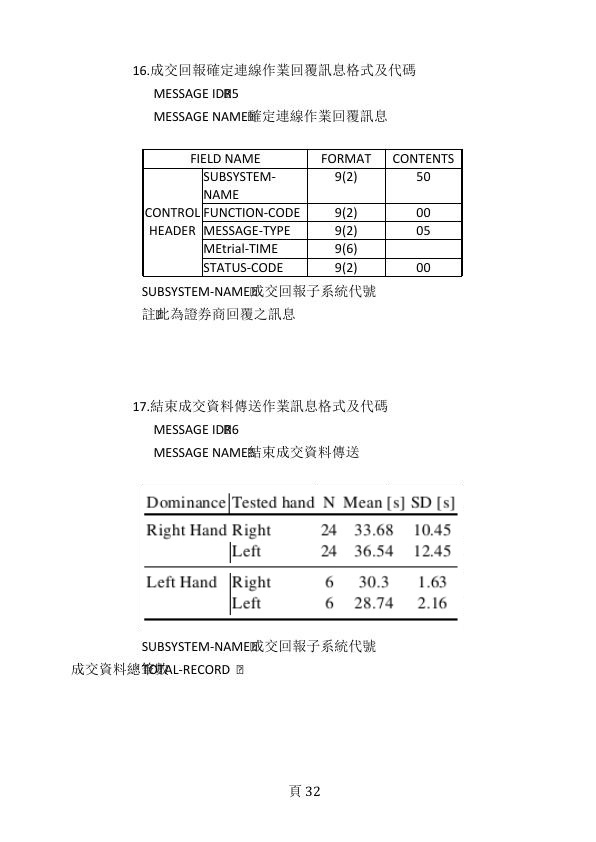 16.成交回報確定連線作業回覆訊息格式及代碼
MESSAGE ID R5
MESSAGE NAME 確定連線作業回覆訊息
FIELD NAME FORMAT CONTENTS
SUBSYSTEM- 9(2) 50
NAME
CONTROL FUNCTION-CODE 9(2) 00
HEADER MESSAGE-TYPE 9(2) 05
MEtrial-TIME 9(6)
STATUS-CODE 9(2) 00
SUBSYSTEM-NAME 成交回報子系統代號
註 此為證券商回覆之訊息
17.結束成交資料傳送作業訊息格式及代碼
MESSAGE ID R6
MESSAGE NAME 結束成交資料傳送
Dominance Tested hand N Mean [s] SD [s]
Right Hand Right 24 33.68 10.45
Left 24 36.54 12.45
Left Hand Right 6 30.3 1.63
Left 6 28.74 2.16
SUBSYSTEM-NAME 成交回報子系統代號
成交資料總筆數 TOTAL-RECORD
頁 32